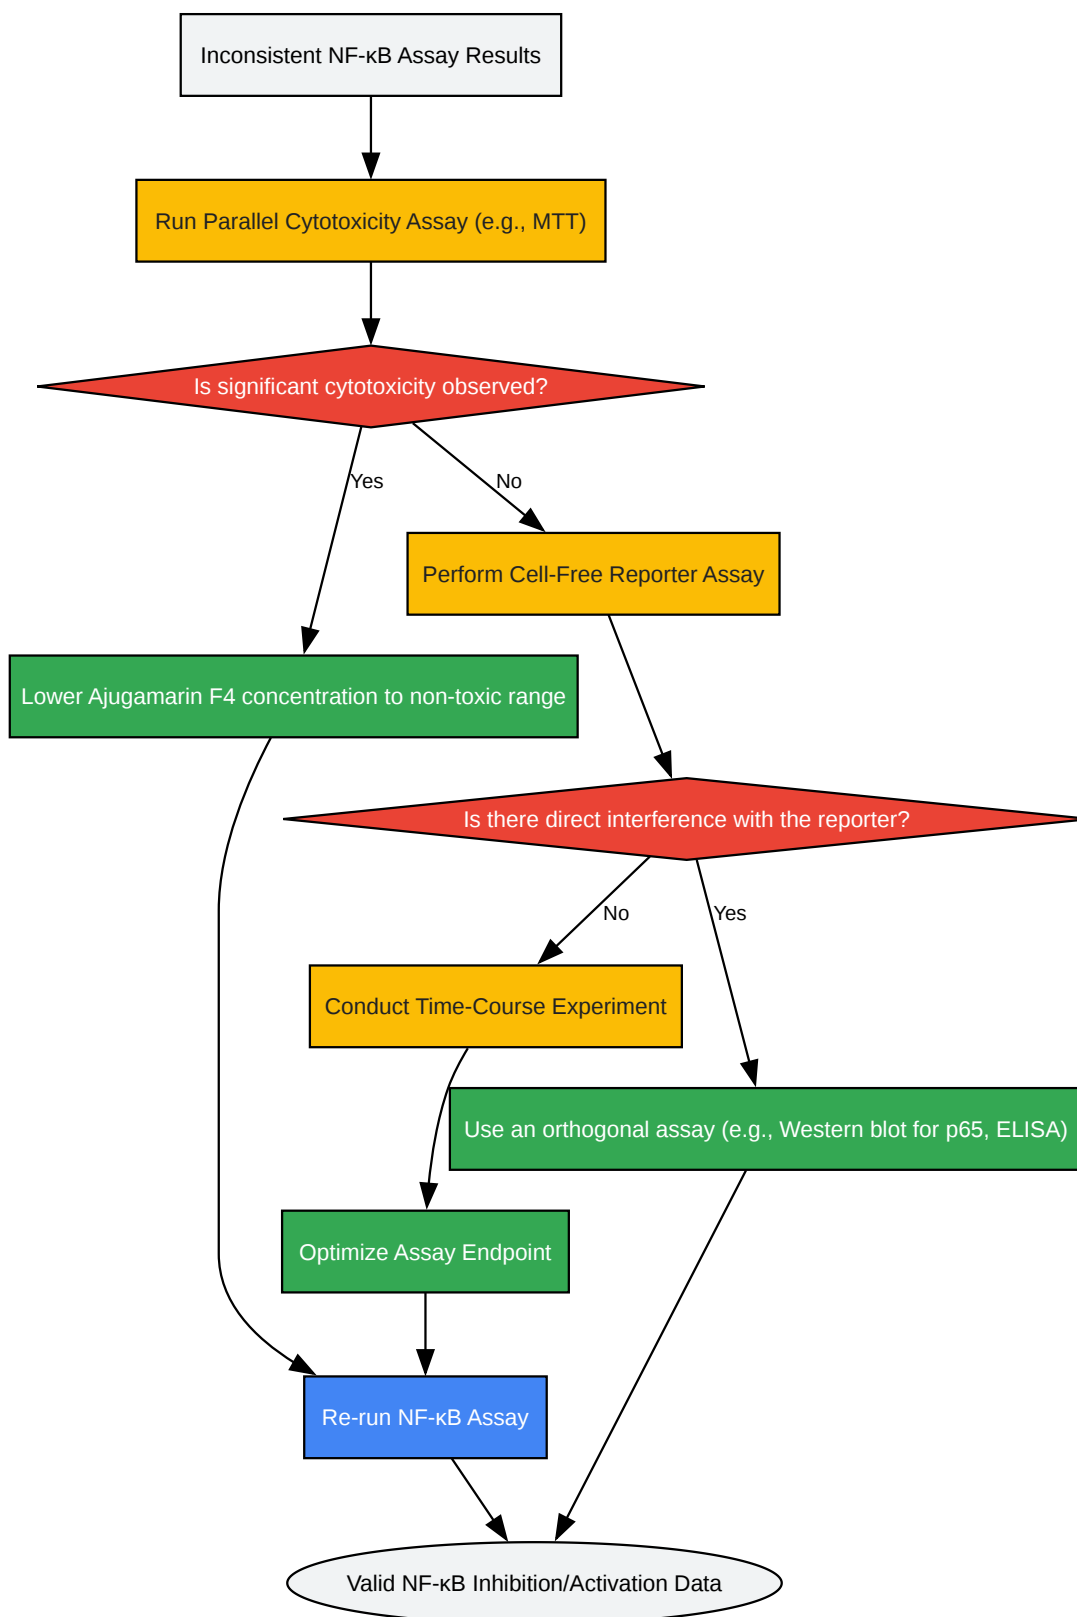 Inconsistent NF-κB Assay Results
Run Parallel Cytotoxicity Assay (e.g., MTT)
Is significant cytotoxicity observed?
Yes
No
Perform Cell-Free Reporter Assay
Lower Ajugamarin F4 concentration to non-toxic range
Is there direct interference with the reporter?
No
Yes
Conduct Time-Course Experiment
Use an orthogonal assay (e.g., Western blot for p65, ELISA)
Optimize Assay Endpoint
Re-run NF-κB Assay
Valid NF-κB Inhibition/Activation Data